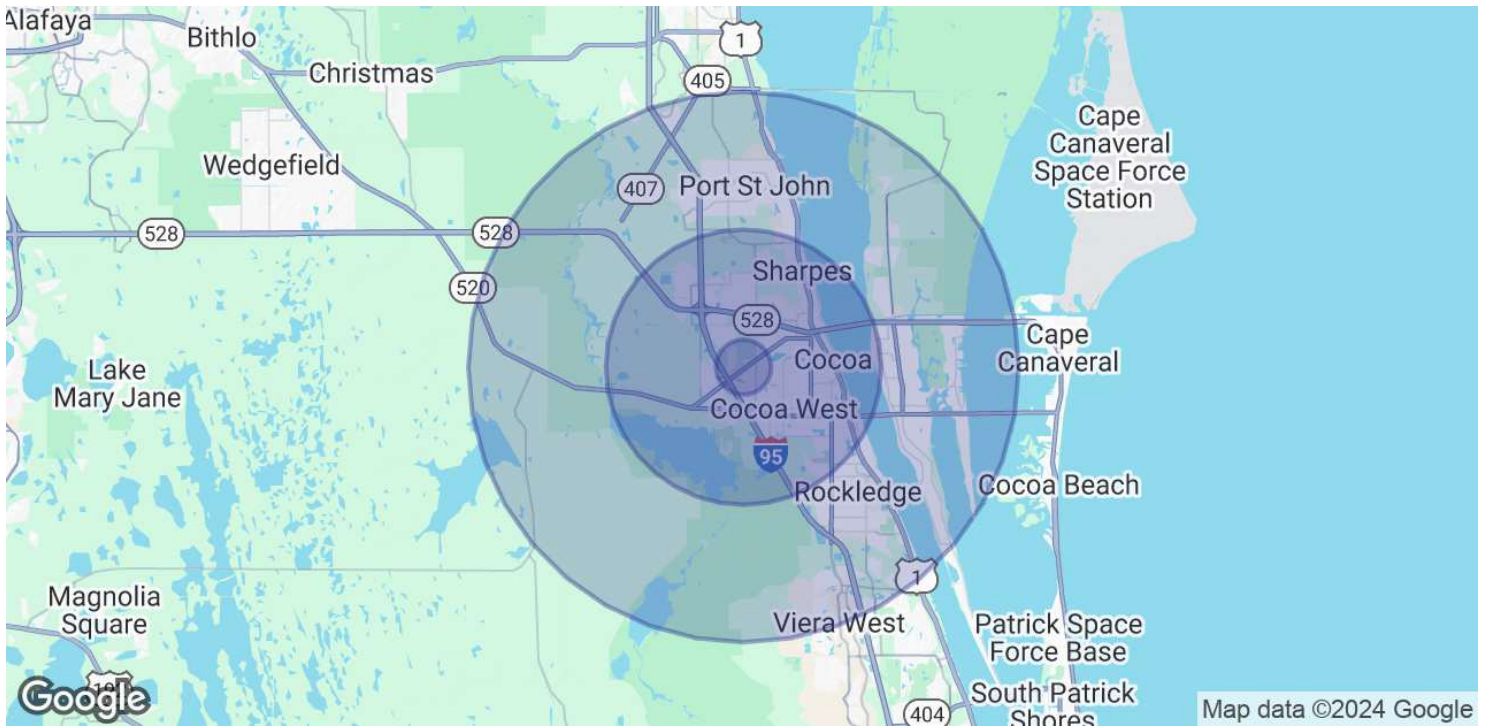 Alafaya
Bithlo
1
Christmas
405
Cape
Canaveral
Space Force
Station
Wedgefield
407
Port St John
528
528
Sharpes
520
528
Cape
Canaveral
Lake
Mary Jane
Cocoa
Cocoa West
95
Rockledge
Cocoa Beach
1
Magnolia
Square
Viera West
Patrick Space
Force Base
South Patrick
Shores
404
Google
Map data ©2024 Google